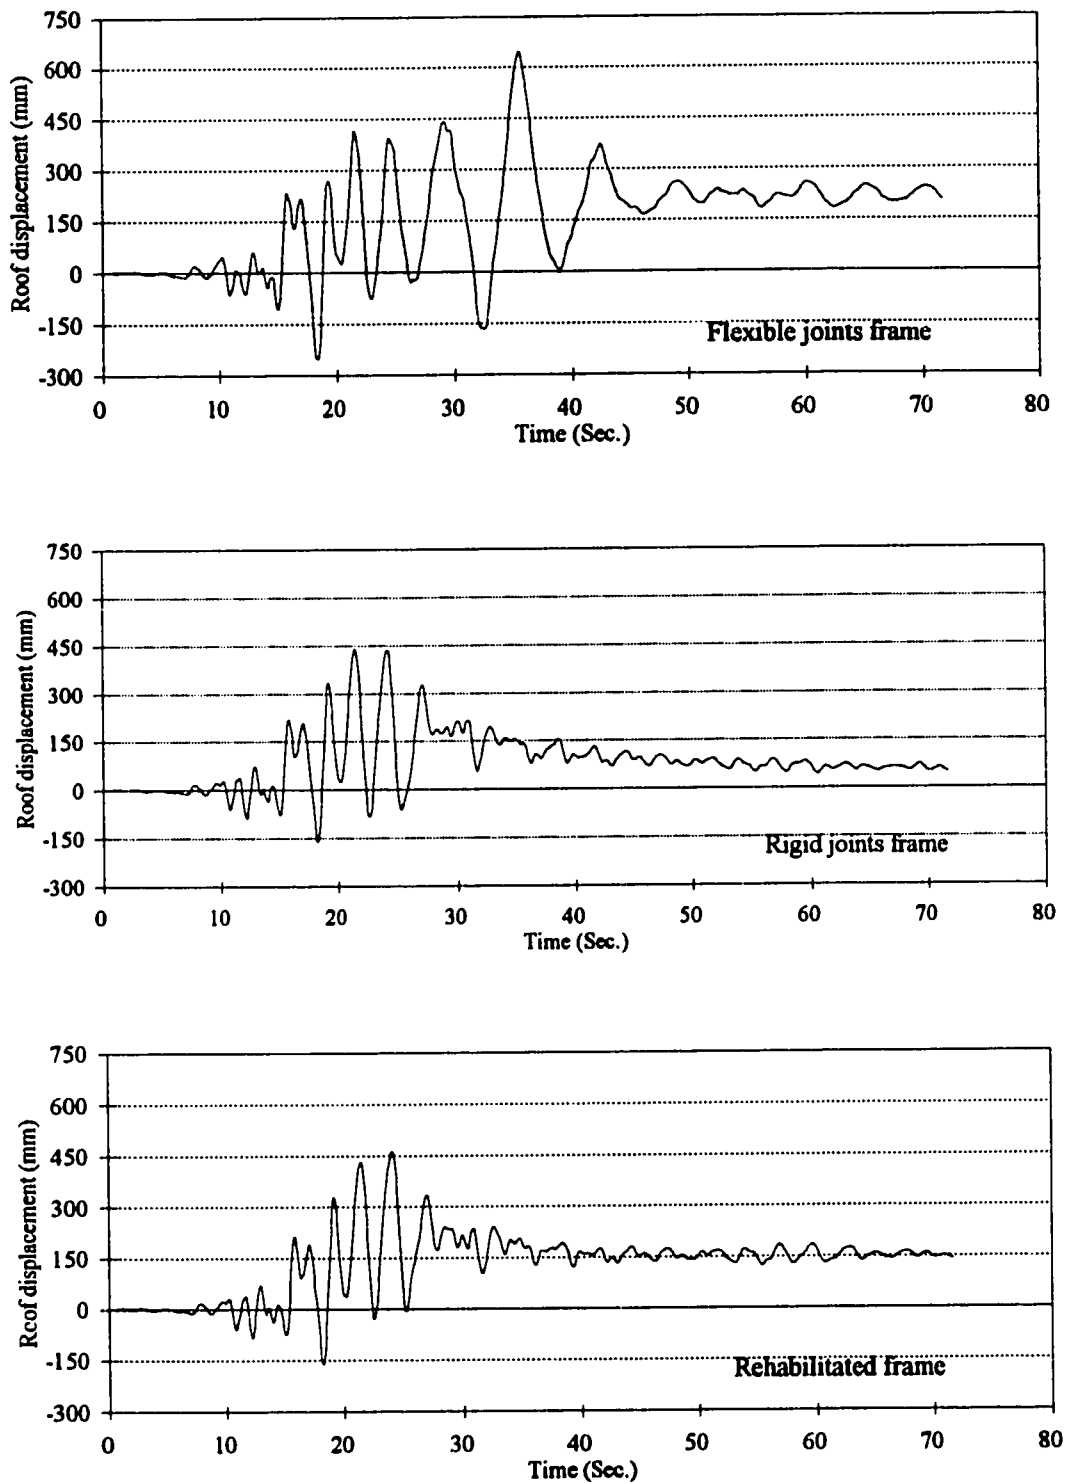 750
600
450
300
150
0
-150
-300
Roof displacement (mm)
0 10 20 30 40 50 60 70 80
Time (Sec.)
Flexible joints frame
750
600
450
300
150
0
-150
-300
Roof displacement (mm)
0 10 20 30 40 50 60 70 80
Time (Sec.)
Rigid joints frame
750
600
450
300
150
0
-150
-300
Rcof displacement (mm)
0 10 20 30 40 50 60 70 80
Time (Sec.)
Rehabilitated frame